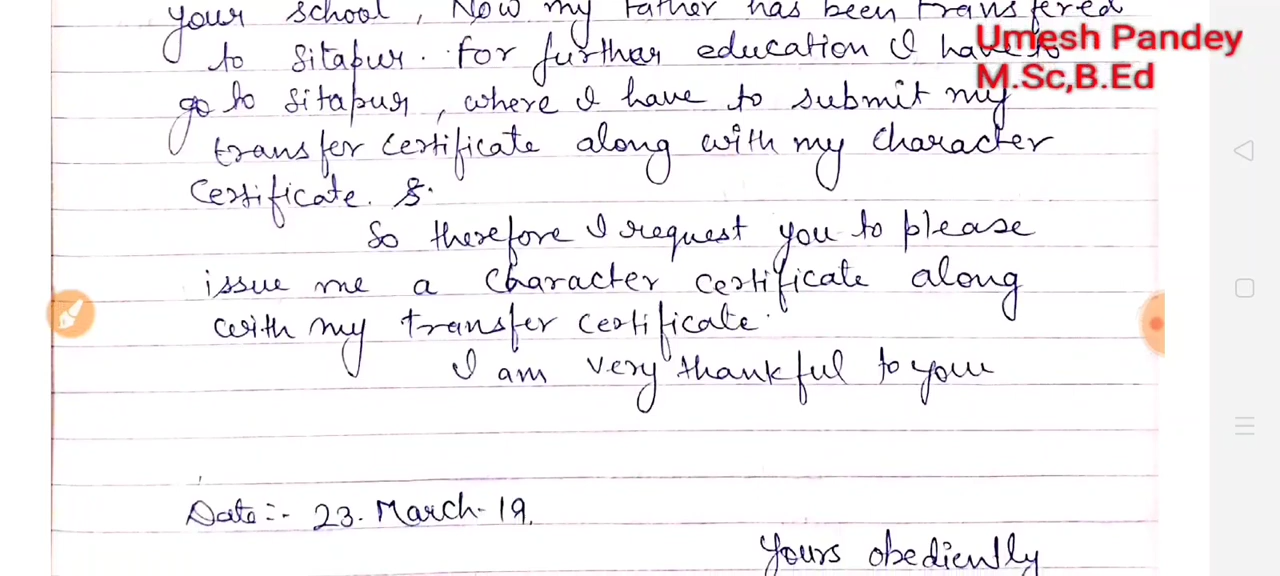 your school, Now my Father has been transfered
to Sitapur. For further education I have to
Umesh Pandey
M.Sc,B.Ed
go to Sitapur, where I have to submit my
transfer certificate along with my character
certificate. &.
So therefore I request you to please
issue me a character certificate along
with my transfer certificate.
I am very thankful to your
Date:- 23. March-19.
Yours obediently